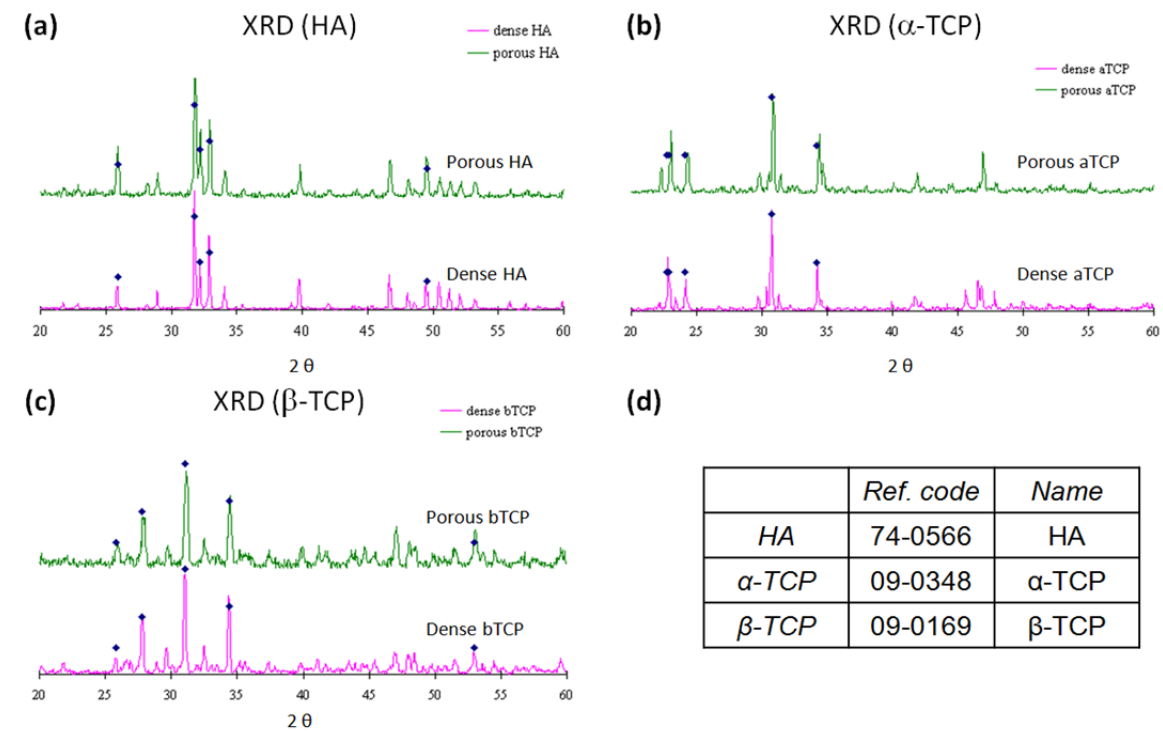 (a)
XRD (HA)
dense HA
porous HA
Porous HA
Dense HA
20 25 30 35 40 45 50 55 60
2 θ
(b)
XRD (α-TCP)
dense aTCP
porous aTCP
Porous aTCP
Dense aTCP
20 25 30 35 40 45 50 55 60
2 θ
(c)
XRD (β-TCP)
dense bTCP
porous bTCP
Porous bTCP
Dense bTCP
20 25 30 35 40 45 50 55 60
2 θ
(d)
Ref. code Name
HA 74-0566 HA
α-TCP 09-0348 α-TCP
β-TCP 09-0169 β-TCP